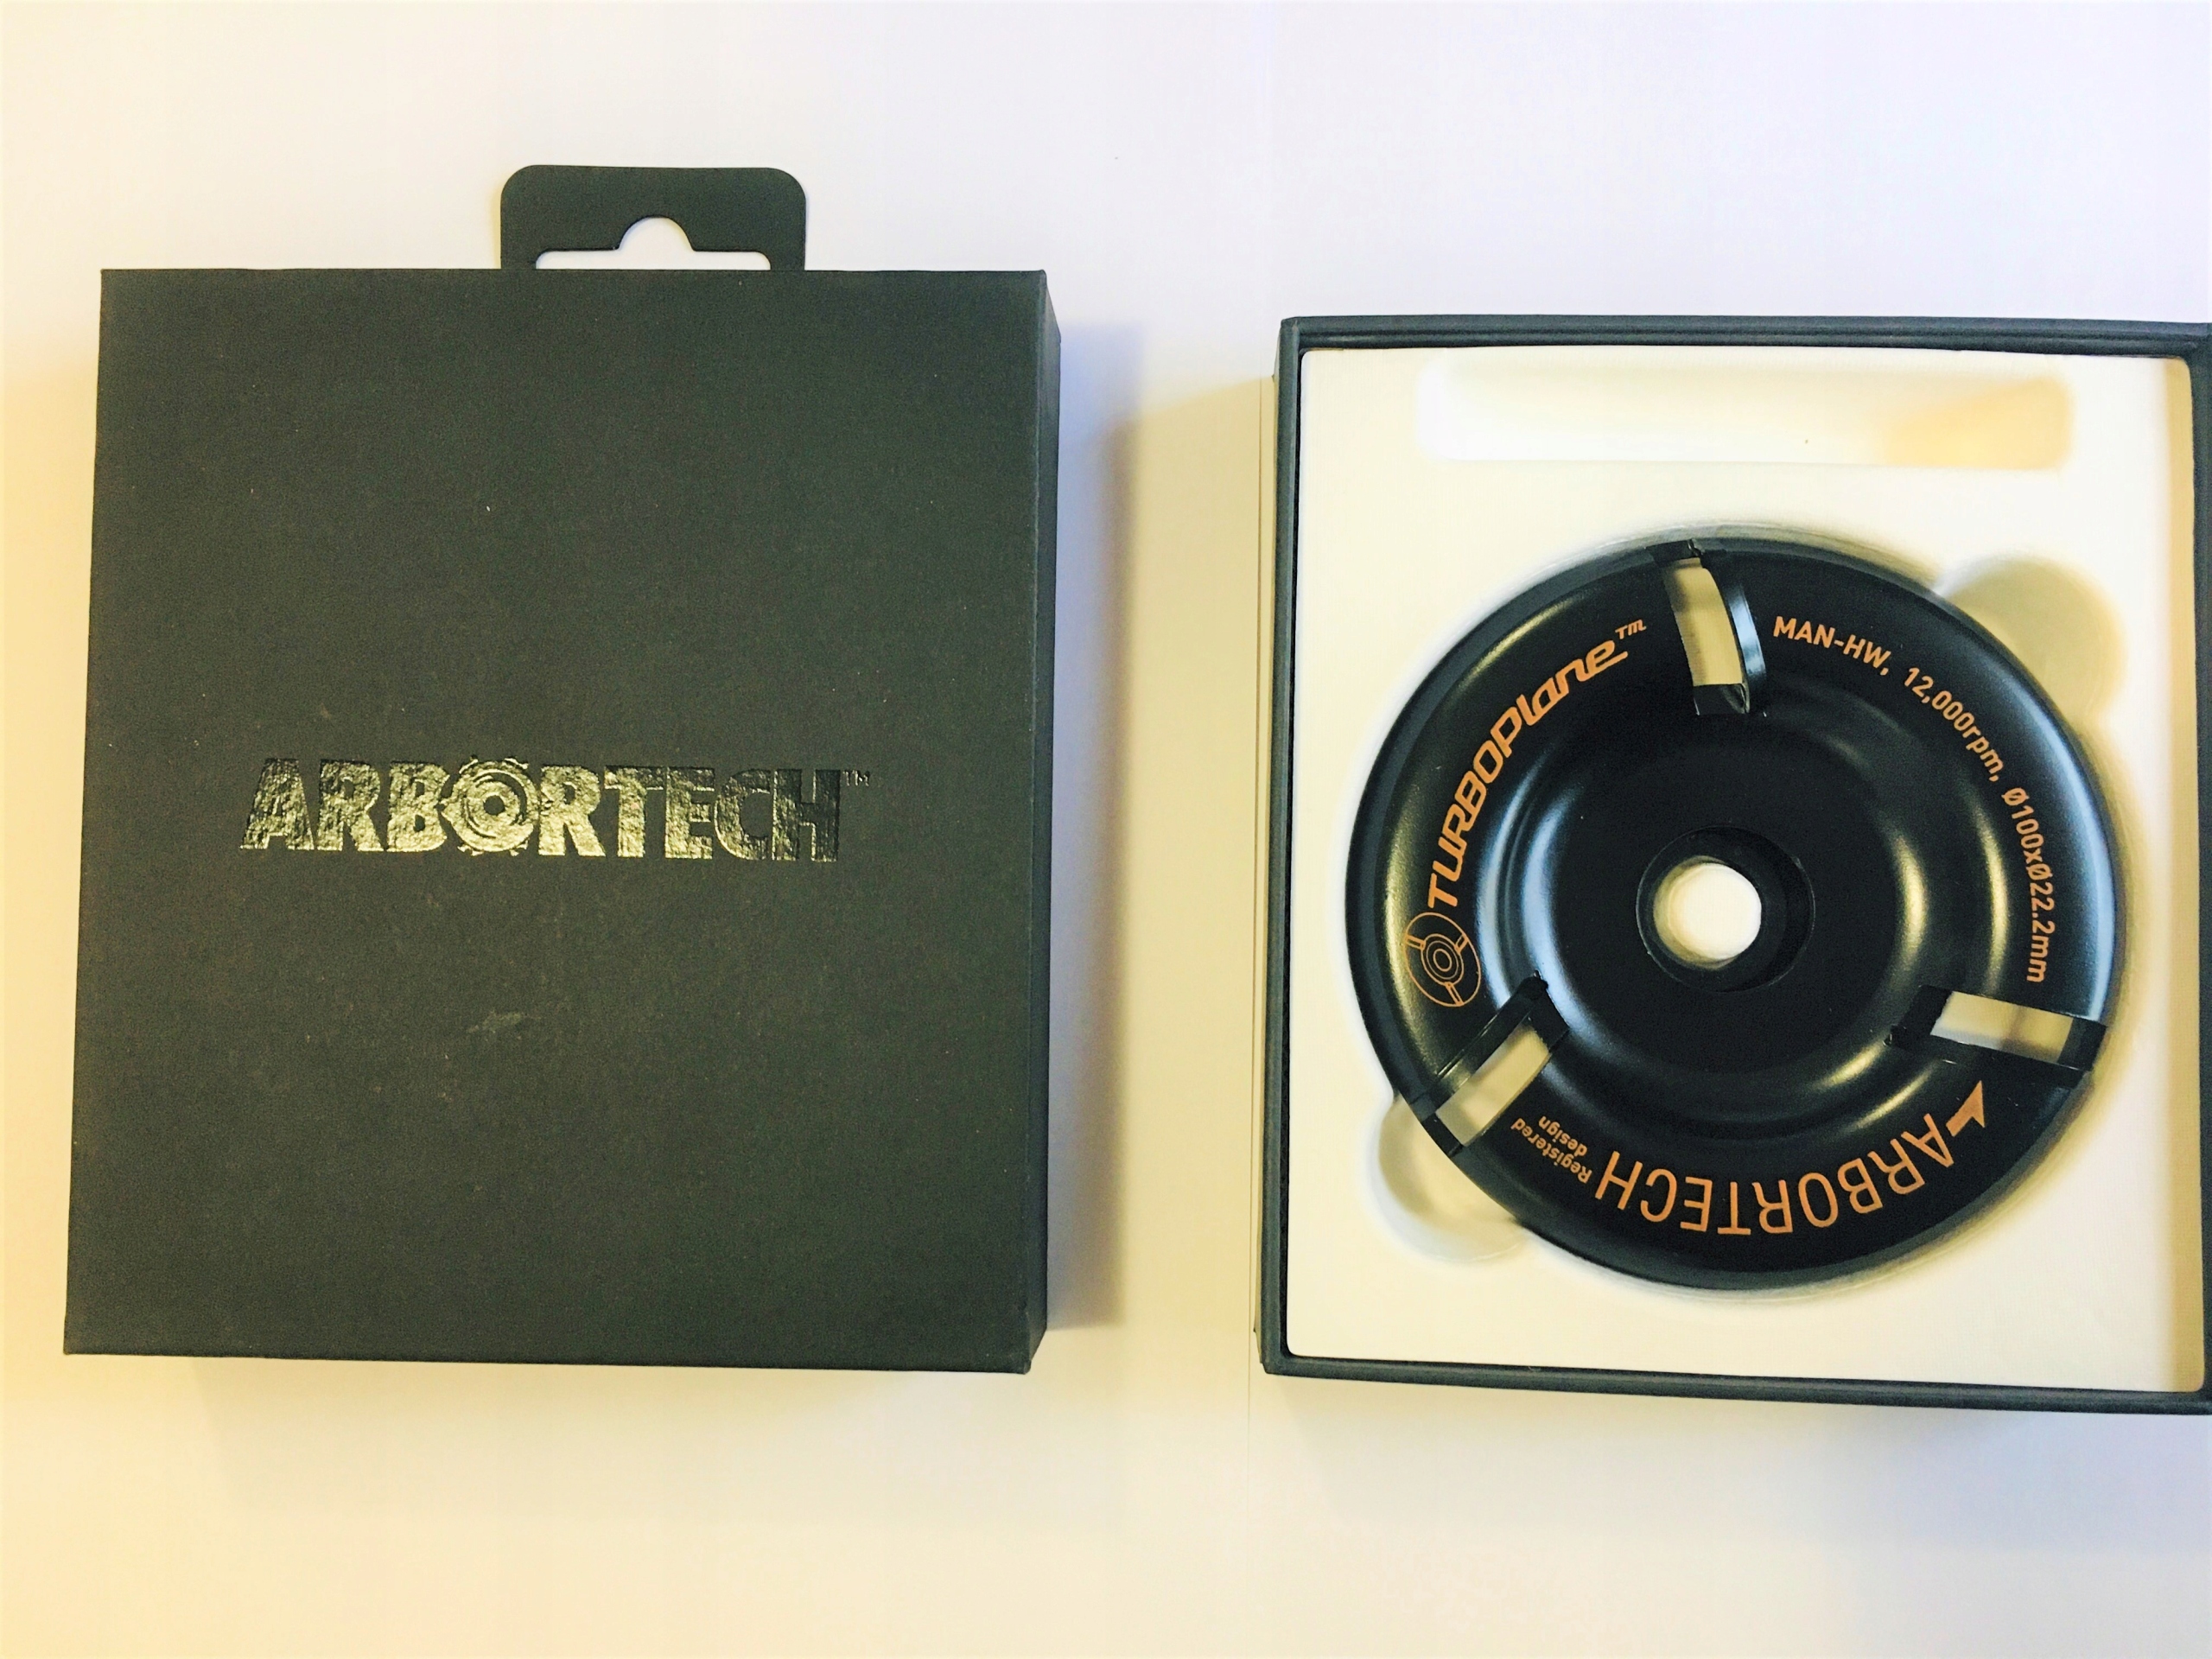 ARBORTECH™
TURBOPlane™
MAN-HW, 12,000rpm, Ø100xØ22.2mm
ARBORTECH
Registered
design